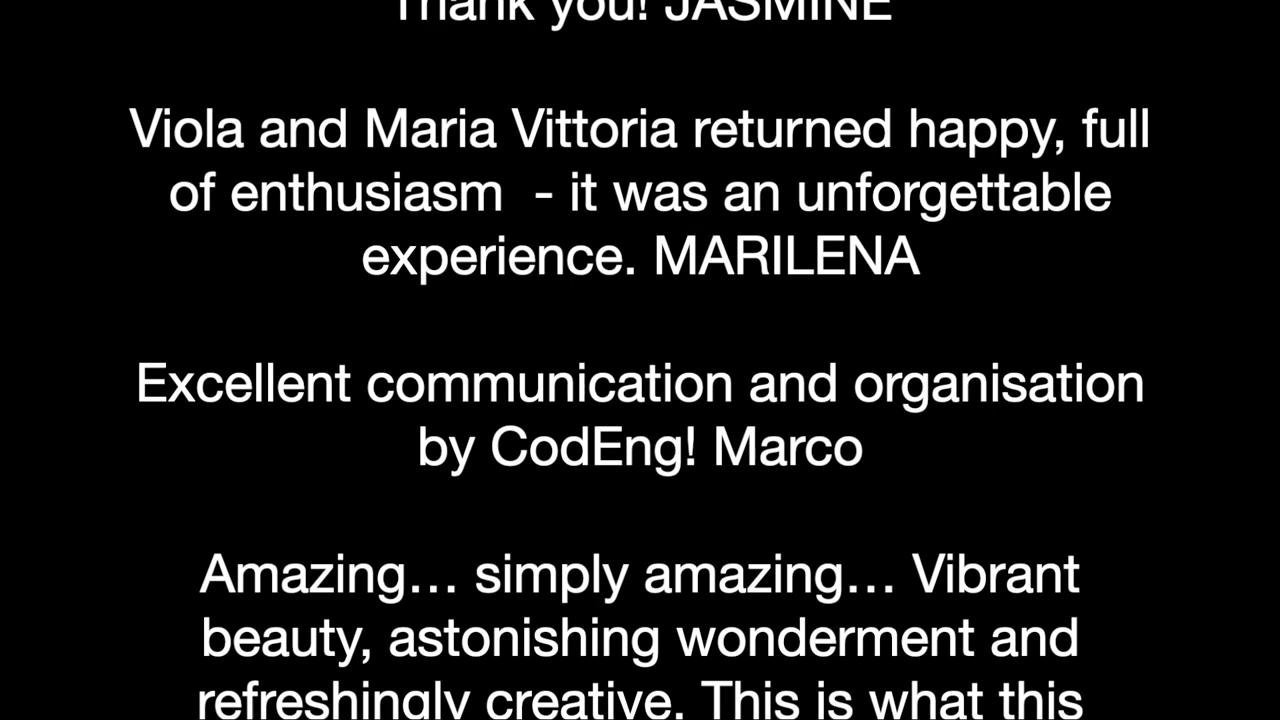 Thank you! JASMINE
Viola and Maria Vittoria returned happy, full
of enthusiasm  - it was an unforgettable
experience. MARILENA
Excellent communication and organisation
by CodEng! Marco
Amazing… simply amazing… Vibrant
beauty, astonishing wonderment and
refreshingly creative. This is what this